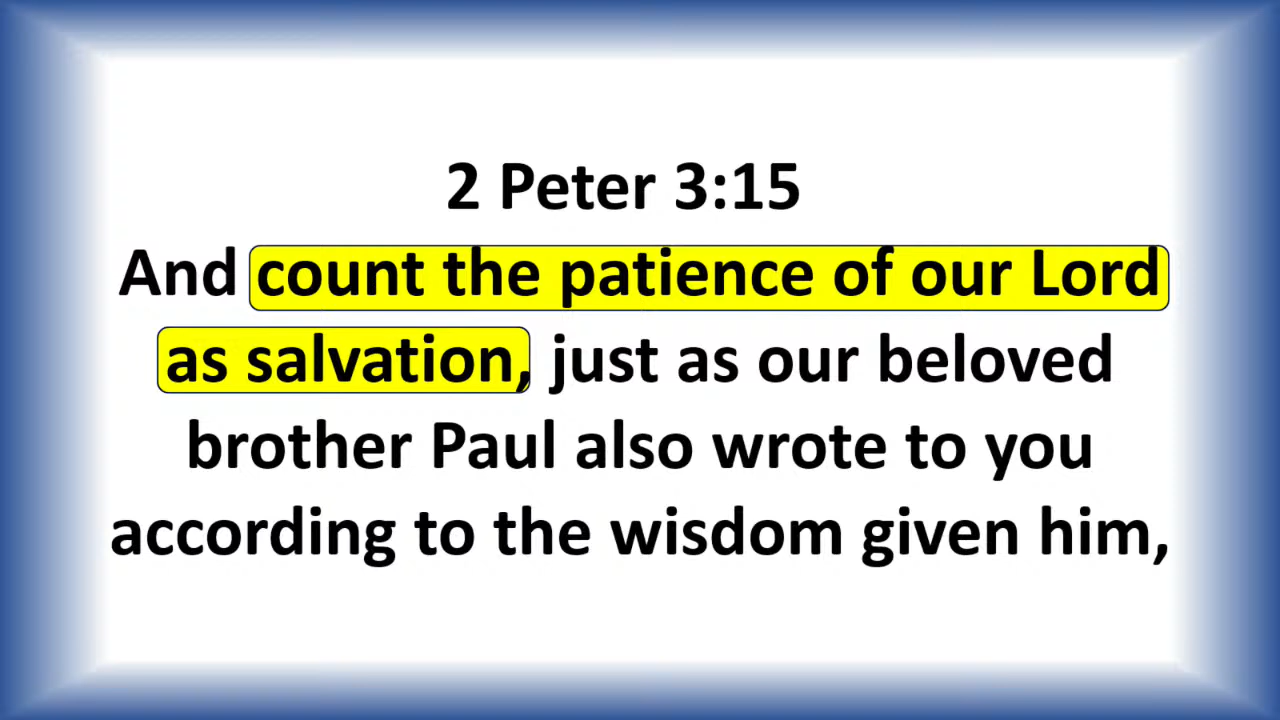 2 Peter 3:15
And count the patience of our Lord
as salvation, just as our beloved
brother Paul also wrote to you
according to the wisdom given him,